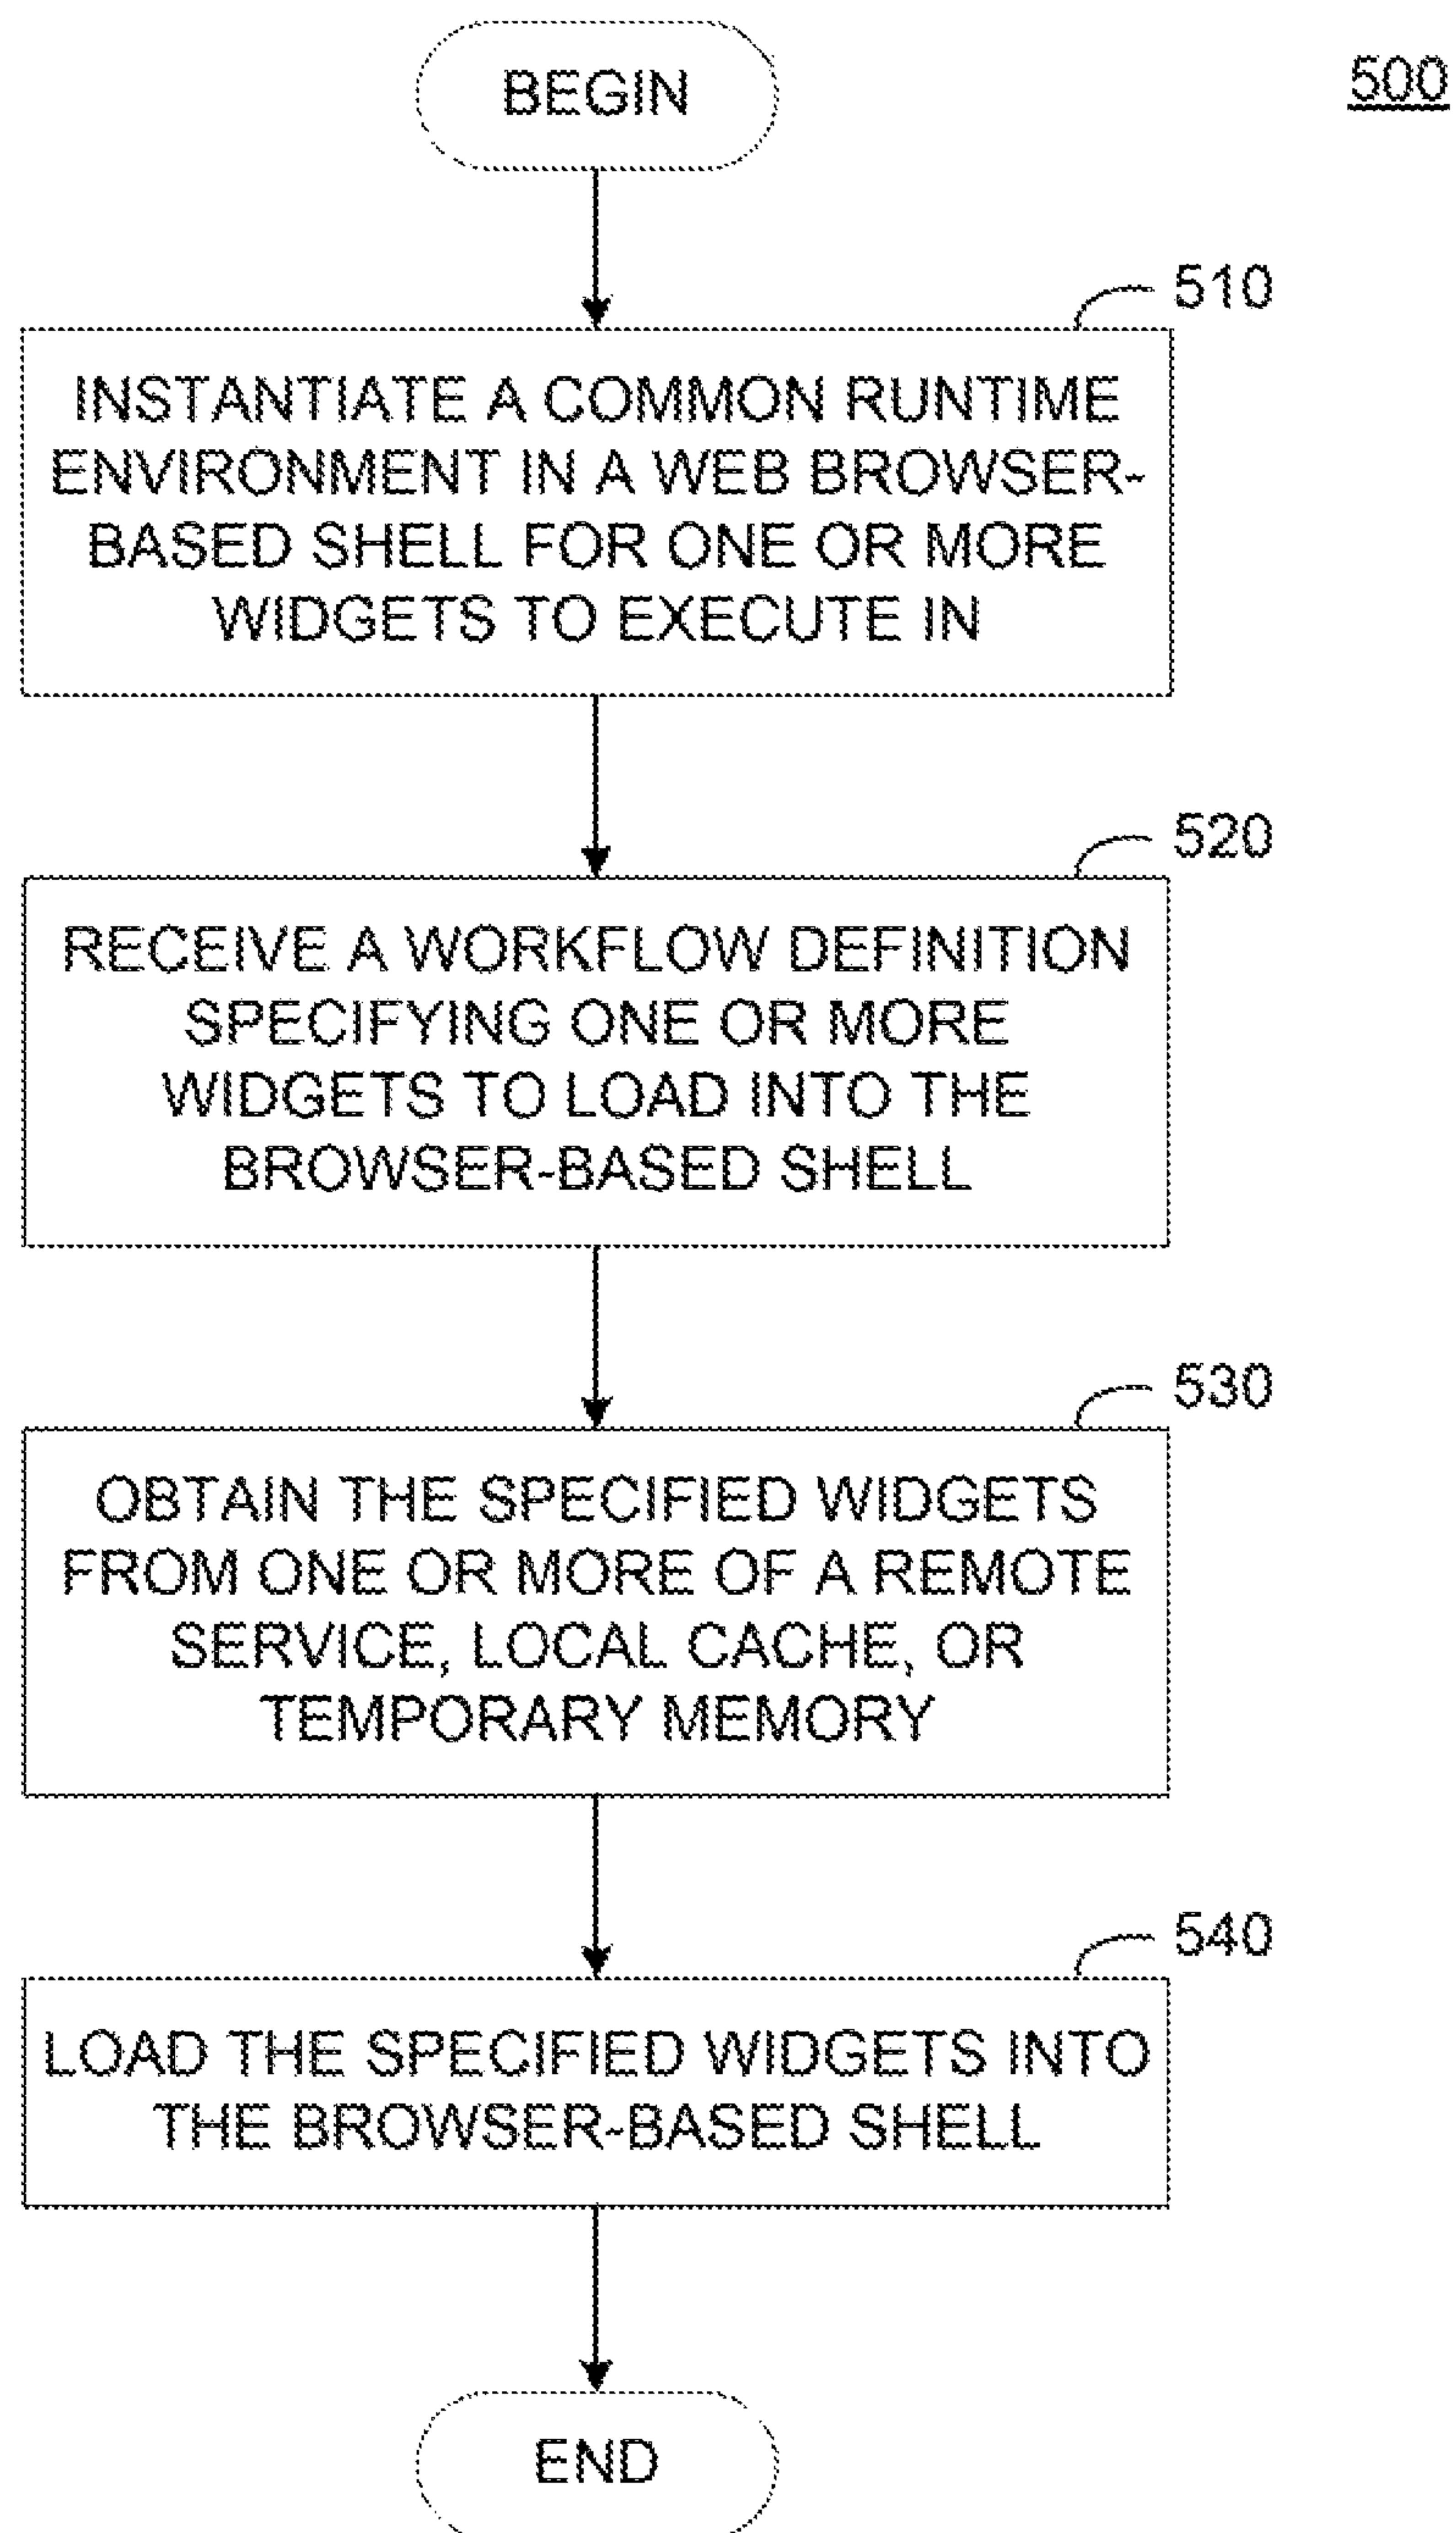 BEGIN
500
510
INSTANTIATE A COMMON RUNTIME
ENVIRONMENT IN A WEB BROWSER-
BASED SHELL FOR ONE OR MORE
WIDGETS TO EXECUTE IN
520
RECEIVE A WORKFLOW DEFINITION
SPECIFYING ONE OR MORE
WIDGETS TO LOAD INTO THE
BROWSER-BASED SHELL
530
OBTAIN THE SPECIFIED WIDGETS
FROM ONE OR MORE OF A REMOTE
SERVICE, LOCAL CACHE, OR
TEMPORARY MEMORY
540
LOAD THE SPECIFIED WIDGETS INTO
THE BROWSER-BASED SHELL
END